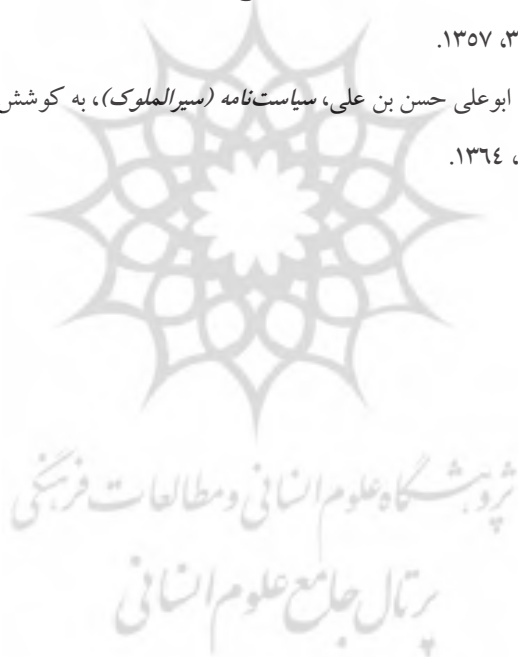 ۳، ۱۳۵۷.
ابوعلی حسن بن علی، سیاست‌نامه (سیرالملوک)، به کوشش
، ۱۳٦٤.
پژوهشگاه علوم انسانی و مطالعات فرهنگی
پرتال جامع علوم انسانی